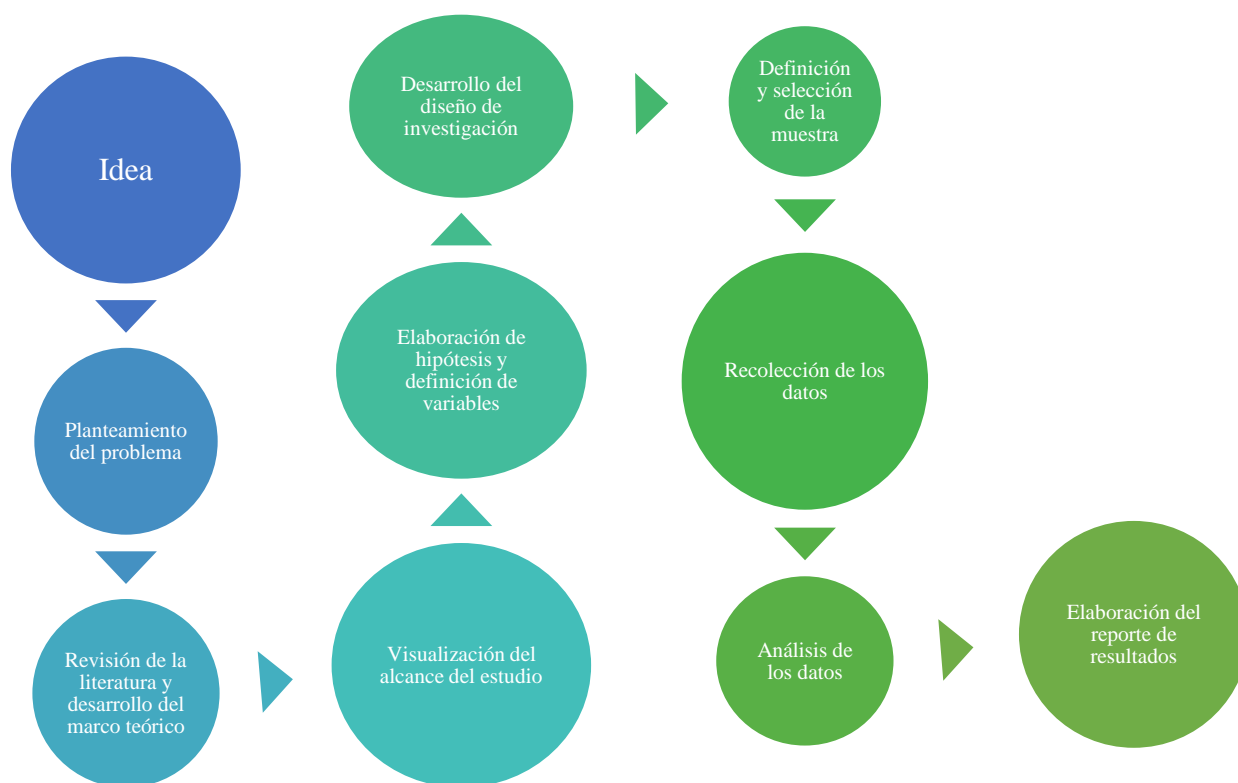 Idea
Planteamiento
del problema
Revisión de la
literatura y
desarrollo del
marco teórico
Visualización del
alcance del estudio
Elaboración de
hipótesis y
definición de
variables
Desarrollo del
diseño de
investigación
Definición
y selección
de la
muestra
Recolección de los
datos
Análisis de
los datos
Elaboración del
reporte de
resultados